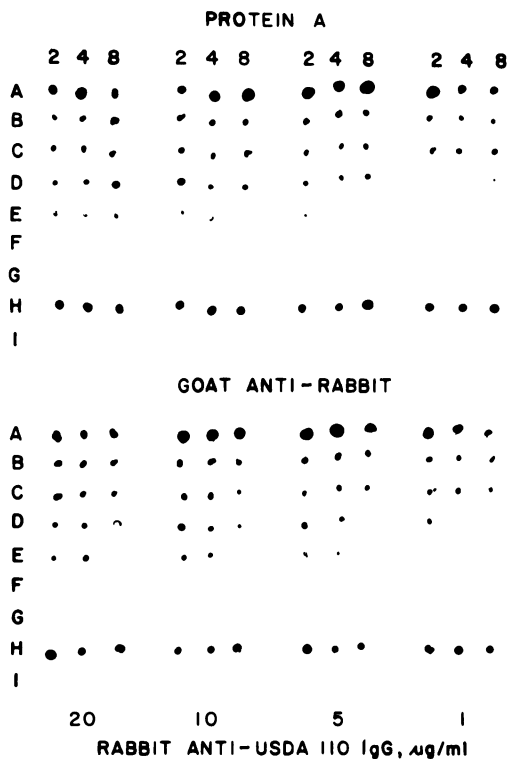 PROTEIN A
2 4 8 2 4 8 2 4 8 2 4 8
A
B
C
D
E
F
G
H
I
GOAT ANTI-RABBIT
A
B
C
D
E
F
G
H
I
20 10 5 1
RABBIT ANTI-USDA 110 IgG, µg/ml